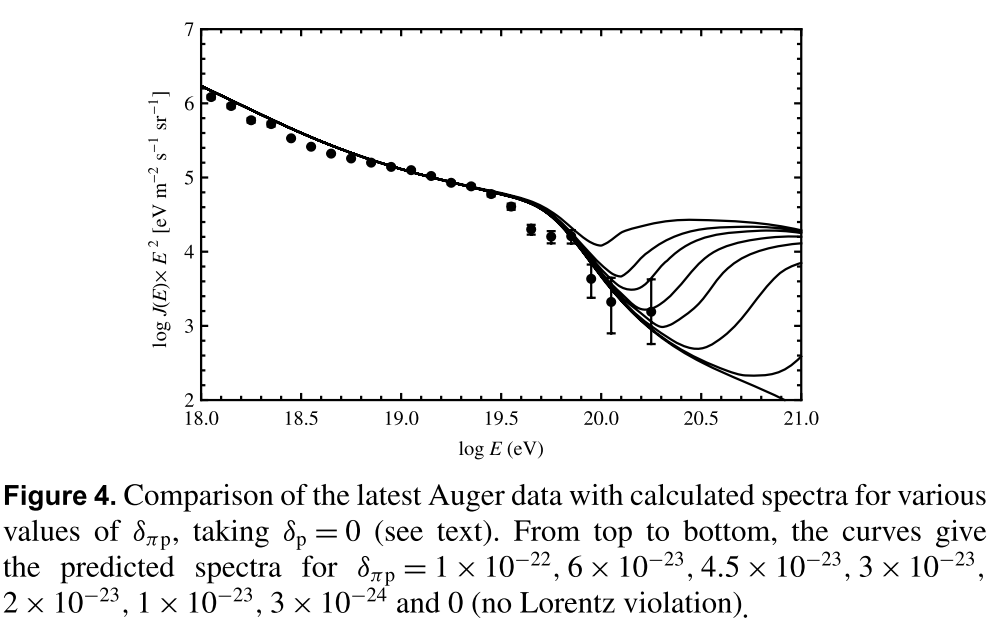 7
6
5
4
3
2
log J(E)× E² [eV m⁻² s⁻¹ sr⁻¹]
18.0 18.5 19.0 19.5 20.0 20.5 21.0
log E (eV)
Figure 4. Comparison of the latest Auger data with calculated spectra for various
values of δπp, taking δp = 0 (see text). From top to bottom, the curves give
the predicted spectra for δπp = 1 × 10⁻²², 6 × 10⁻²³, 4.5 × 10⁻²³, 3 × 10⁻²³,
2 × 10⁻²³, 1 × 10⁻²³, 3 × 10⁻²⁴ and 0 (no Lorentz violation).